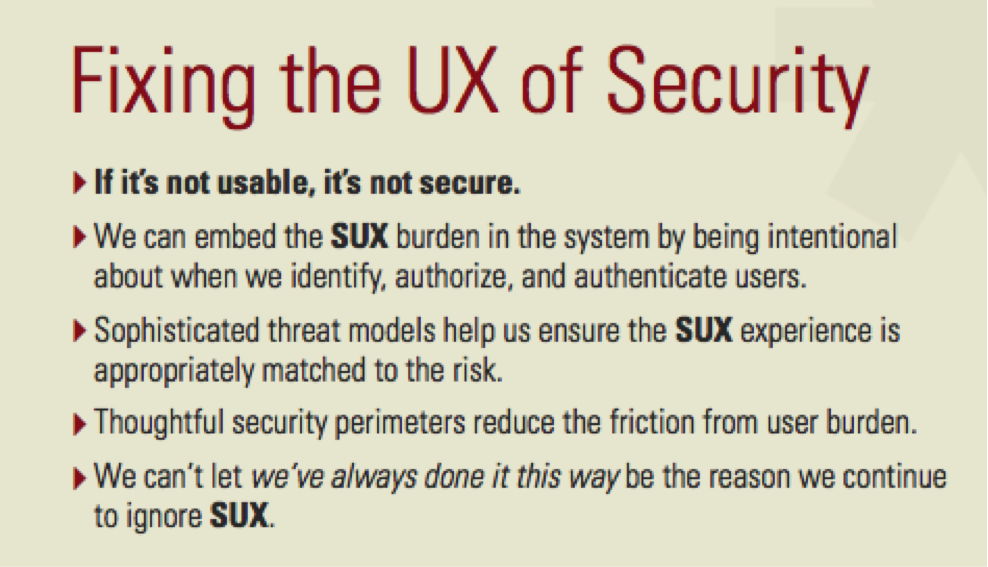 Fixing the UX of Security
If it's not usable, it's not secure.
We can embed the SUX burden in the system by being intentional
about when we identify, authorize, and authenticate users.
Sophisticated threat models help us ensure the SUX experience is
appropriately matched to the risk.
Thoughtful security perimeters reduce the friction from user burden.
We can't let we've always done it this way be the reason we continue
to ignore SUX.